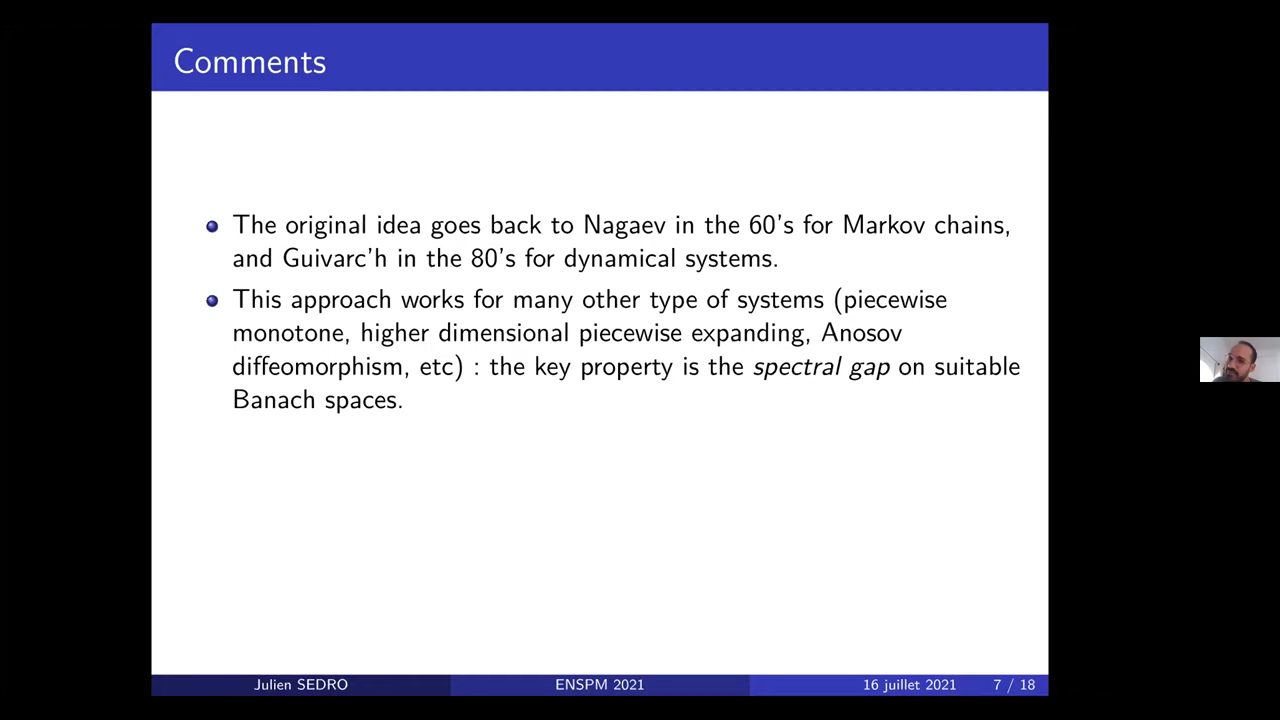 Comments
The original idea goes back to Nagaev in the 60's for Markov chains,
and Guivarc'h in the 80's for dynamical systems.
This approach works for many other type of systems (piecewise
monotone, higher dimensional piecewise expanding, Anosov
diffeomorphism, etc) : the key property is the spectral gap on suitable
Banach spaces.
Julien SEDRO ENSPM 2021 16 juillet 2021 7 / 18